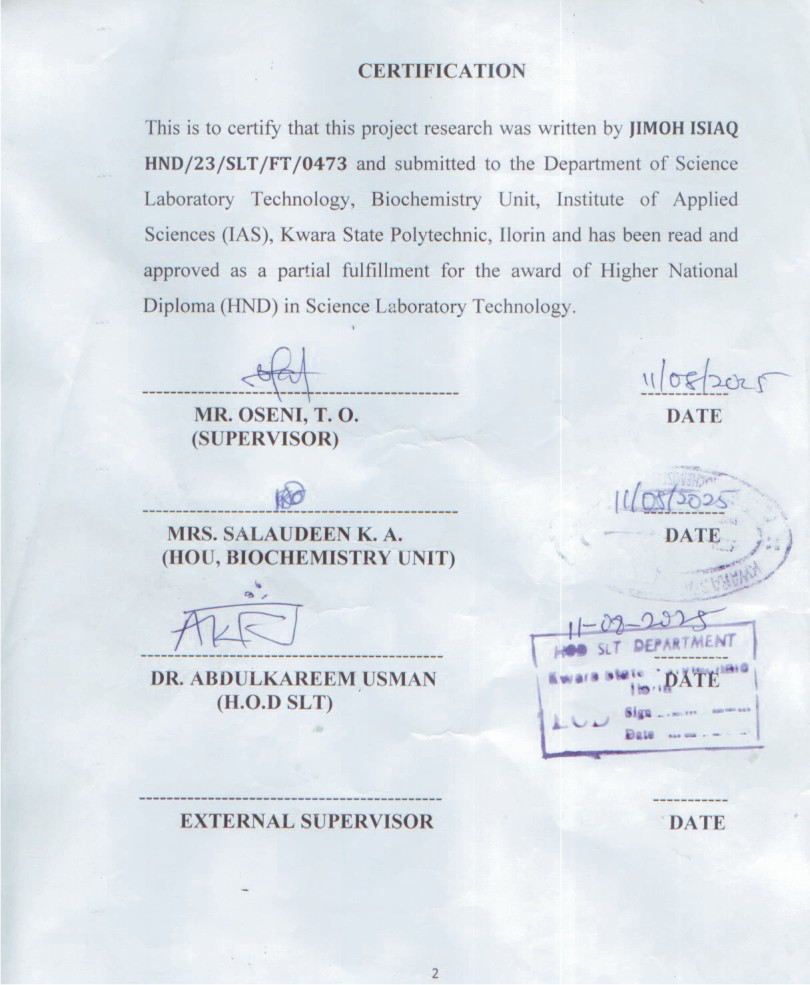 CERTIFICATION
This is to certify that this project research was written by JIMOH ISIAQ
HND/23/SLT/FT/0473 and submitted to the Department of Science
Laboratory Technology, Biochemistry Unit, Institute of Applied
Sciences (IAS), Kwara State Polytechnic, Ilorin and has been read and
approved as a partial fulfillment for the award of Higher National
Diploma (HND) in Science Laboratory Technology.
11/08/2025
MR. OSENI, T. O. DATE
(SUPERVISOR)
11/08/2025
MRS. SALAUDEEN K. A. DATE
(HOU, BIOCHEMISTRY UNIT)
KWARA
11-08-2025
HOD SLT DEPARTMENT
Kwara State
DR. ABDULKAREEM USMAN DATE
Ilorin
(H.O.D SLT)
Sign
Date
EXTERNAL SUPERVISOR DATE
2